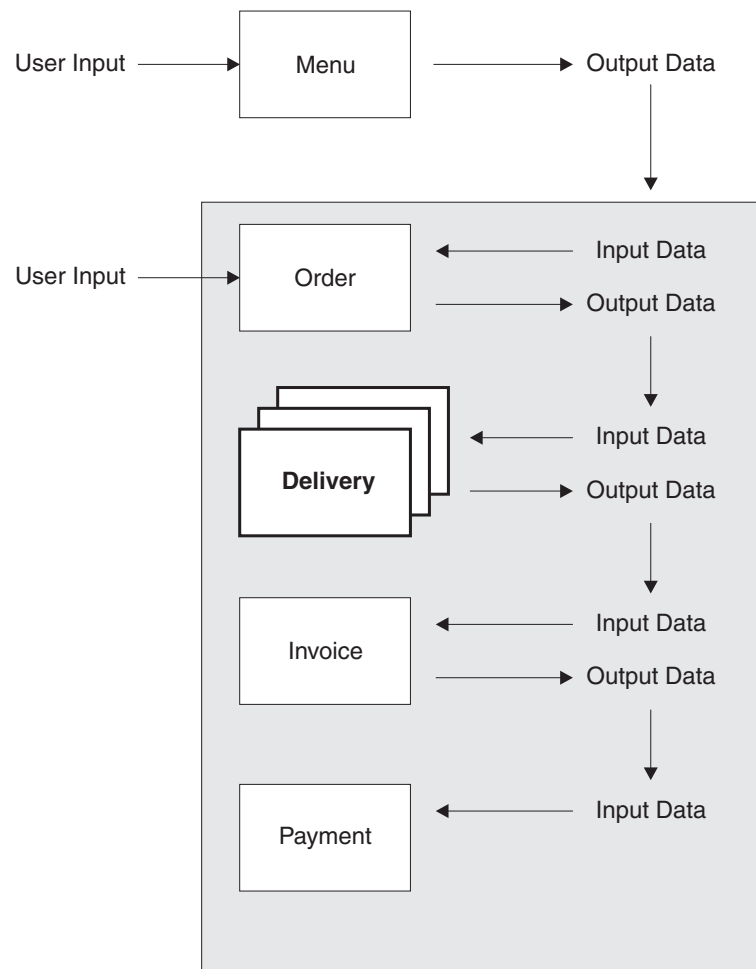 User Input
Menu
Output Data
Input Data
User Input
Order
Output Data
Input Data
Delivery
Output Data
Input Data
Invoice
Output Data
Input Data
Payment